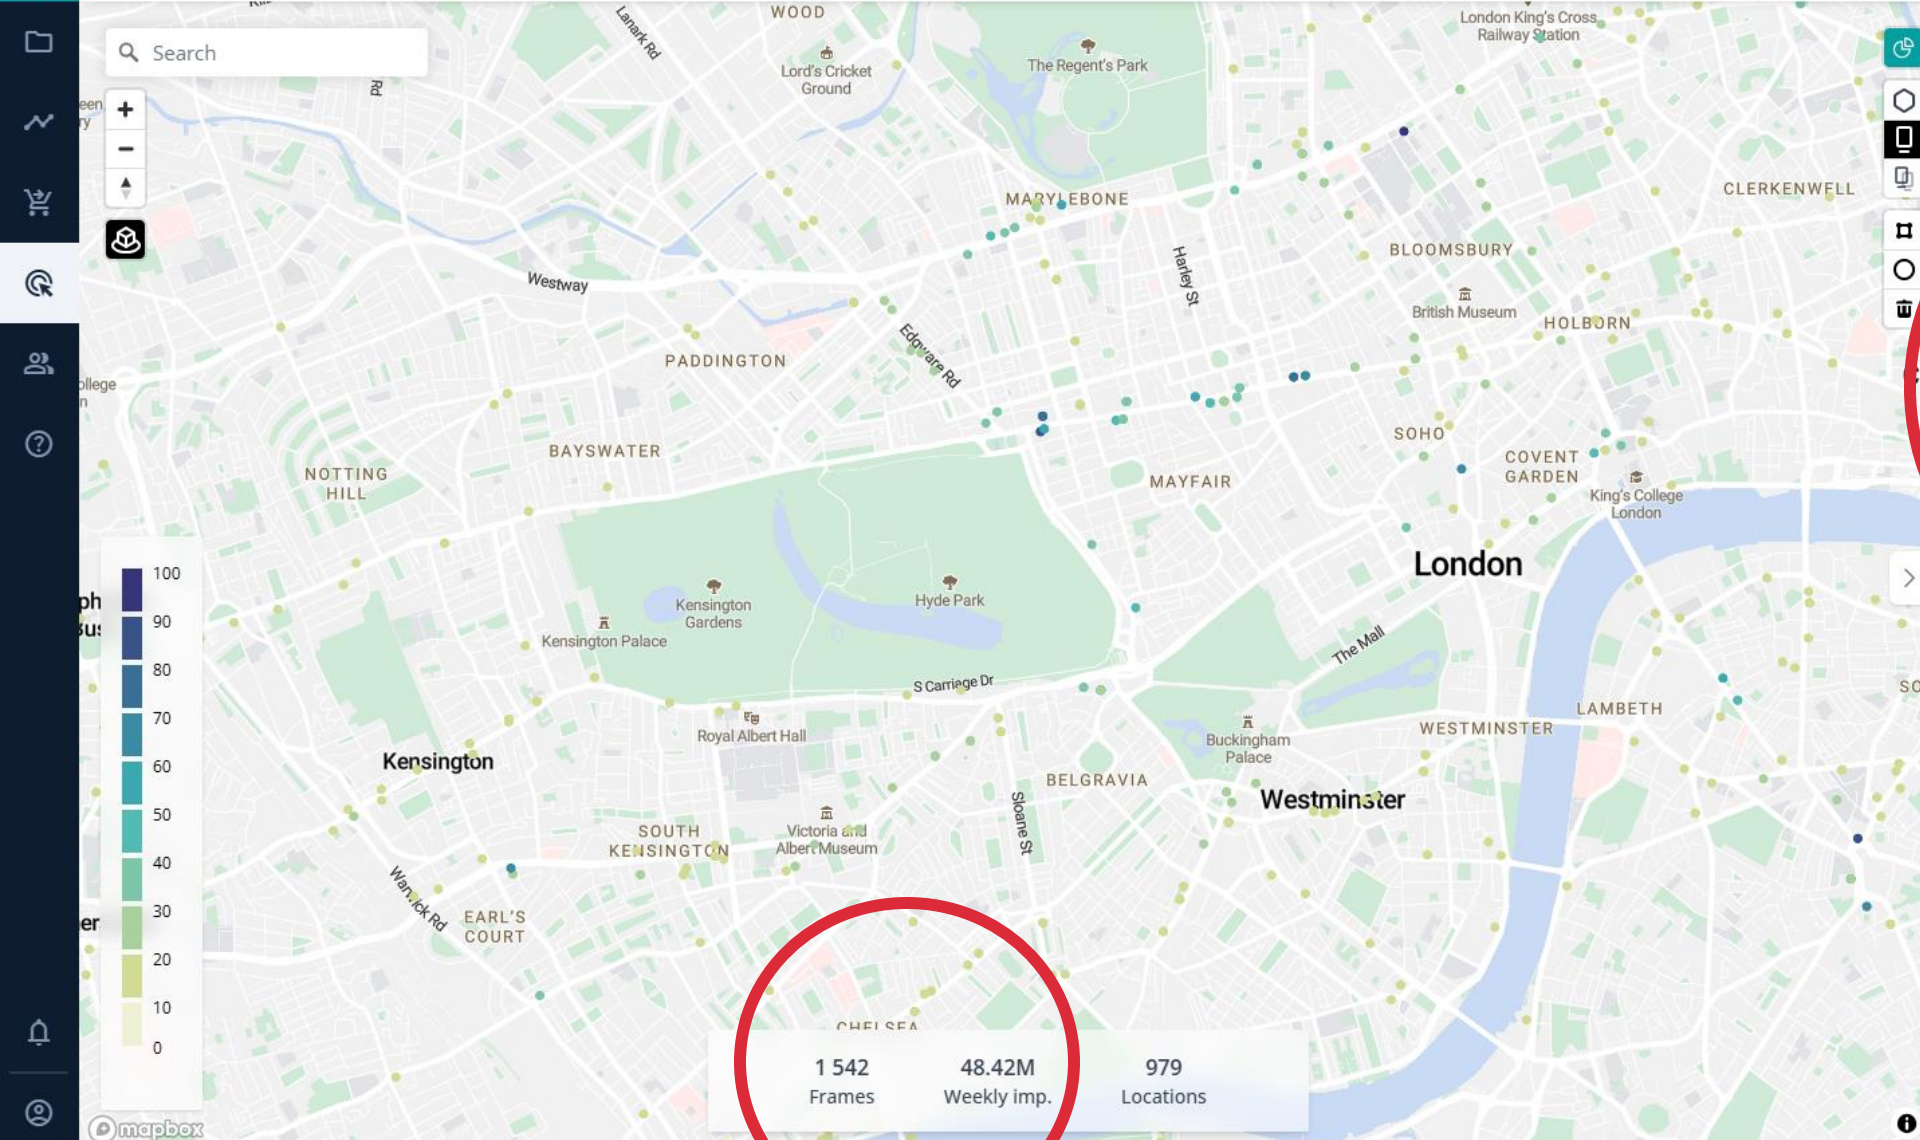 Search
WOOD
Lanark Rd
Rd
Lord's Cricket
Ground
The Regent's Park
London King's Cross
Railway Station
MARYLEBONE
CLERKENWELL
Harley St
BLOOMSBURY
Westway
British Museum
HOLBORN
Edgware Rd
PADDINGTON
BAYSWATER
SOHO
NOTTING
HILL
COVENT
GARDEN
MAYFAIR
King's College
London
London
Kensington
Gardens
Hyde Park
Kensington Palace
The Mall
S Carriage Dr
Royal Albert Hall
Buckingham
Palace
LAMBETH
WESTMINSTER
Kensington
BELGRAVIA
Westminster
Sloane St
SOUTH
KENSINGTON
Victoria and
Albert Museum
Warwick Rd
EARL'S
COURT
CHELSEA
100
90
80
70
60
50
40
30
20
10
0
1 542
Frames
48.42M
Weekly imp.
979
Locations
mapbox